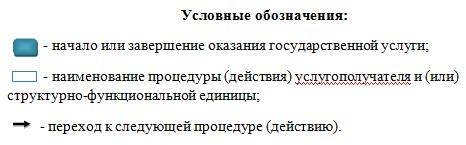 Условные обозначения:
- начало или завершение оказания государственной услуги;
- наименование процедуры (действия) услугополучателя и (или)
структурно-функциональной единицы;
- переход к следующей процедуре (действию).